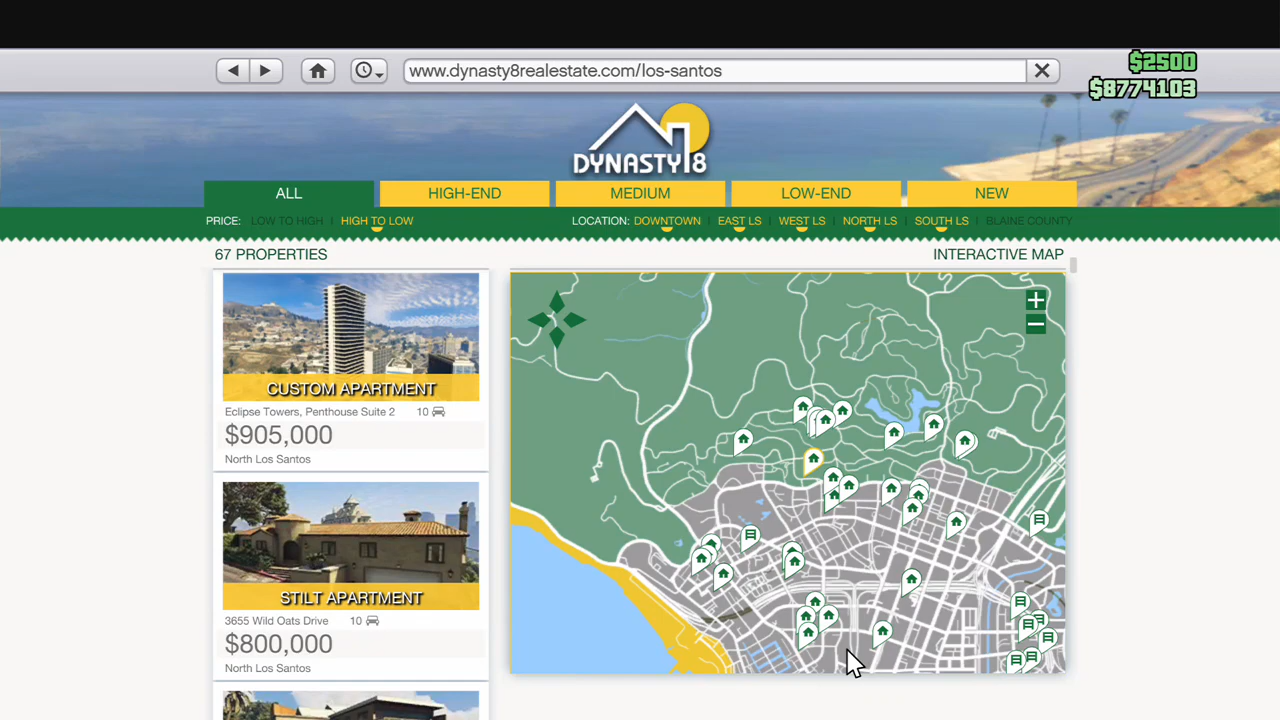 $2500
www.dynasty8realestate.com/los-santos
$8774103
DYNASTY 8
ALL HIGH-END MEDIUM LOW-END NEW
PRICE: LOW TO HIGH | HIGH TO LOW LOCATION: DOWNTOWN | EAST LS | WEST LS | NORTH LS | SOUTH LS | BLAINE COUNTY
67 PROPERTIES INTERACTIVE MAP
CUSTOM APARTMENT
Eclipse Towers, Penthouse Suite 2 10
$905,000
North Los Santos
STILT APARTMENT
3655 Wild Oats Drive 10
$800,000
North Los Santos